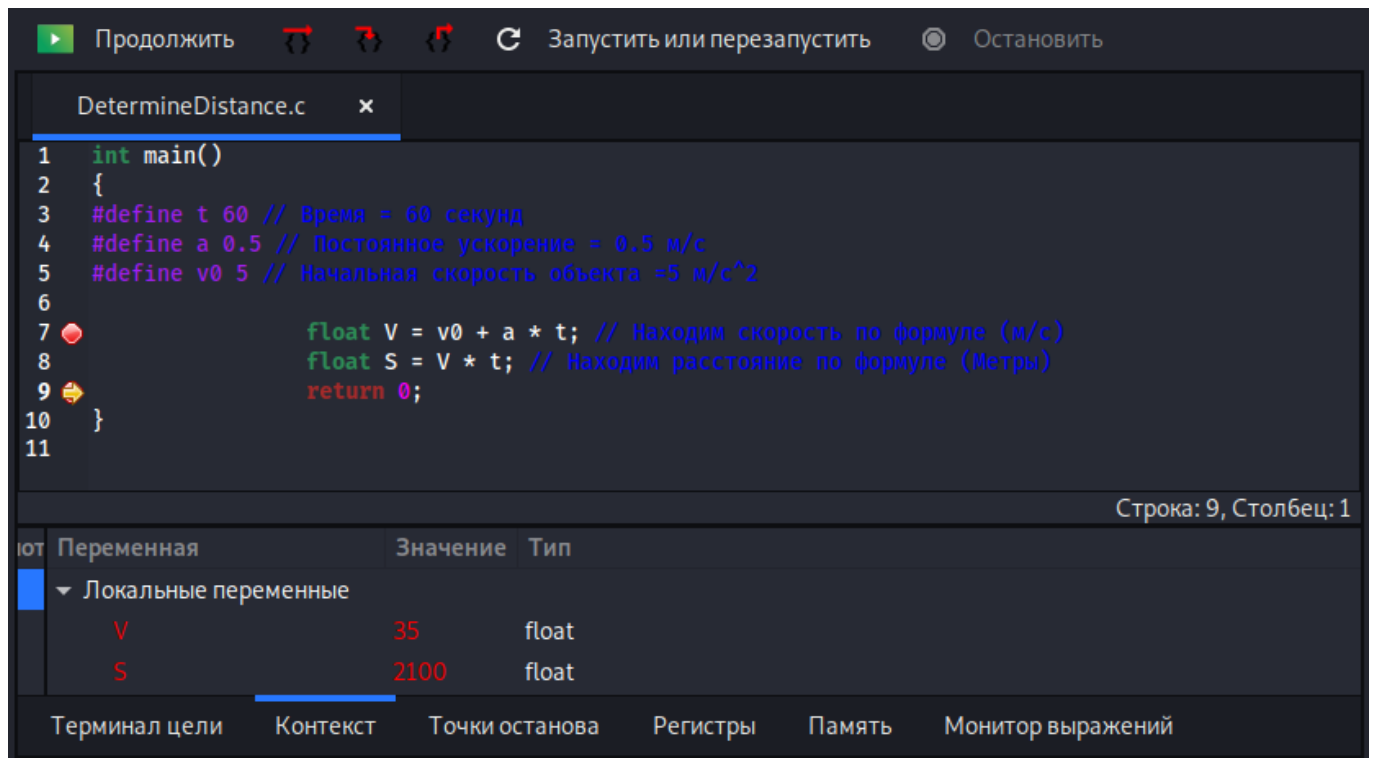 Продолжить Запустить или перезапустить Остановить
DetermineDistance.c ×
1 int main()
2 {
3 #define t 60 // Время = 60 секунд
4 #define a 0.5 // Постоянное ускорение = 0.5 м/с
5 #define v0 5 // Начальная скорость объекта =5 м/с^2
6
7 float V = v0 + a * t; // Находим скорость по формуле (м/с)
8 float S = V * t; // Находим расстояние по формуле (Метры)
9 return 0;
10 }
11
Строка: 9, Столбец: 1
Переменная Значение Тип
Локальные переменные
V 35 float
S 2100 float
Терминал цели Контекст Точки останова Регистры Память Монитор выражений